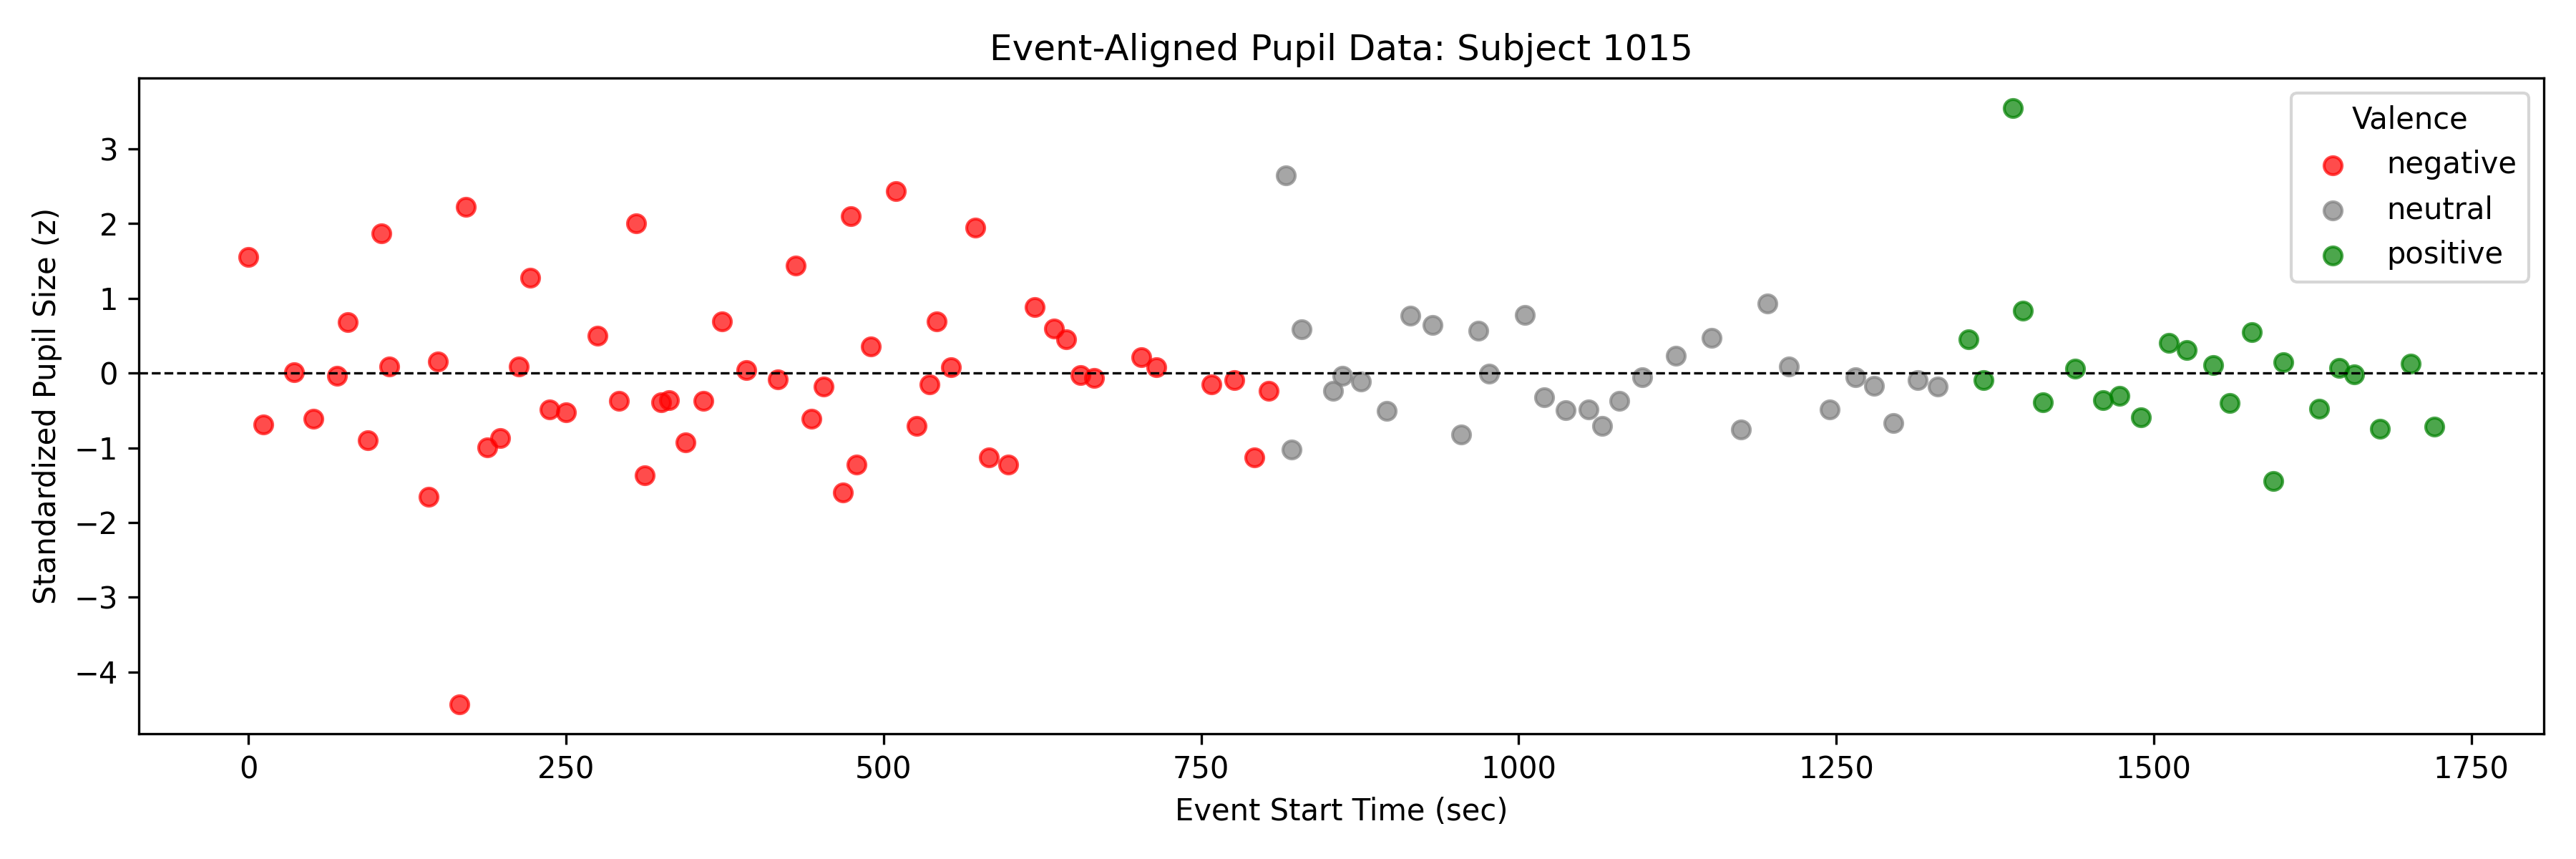 Event-Aligned Pupil Data: Subject 1015
Standardized Pupil Size (z)
3
2
1
0
−1
−2
−3
−4
Valence
negative
neutral
positive
0 250 500 750 1000 1250 1500 1750
Event Start Time (sec)